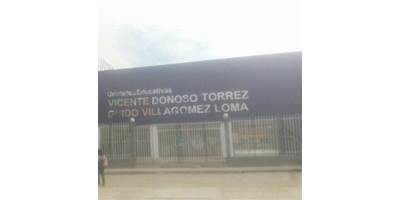 Unidades Educativas
VICENTE DONOSO TORREZ
GUIDO VILLAGOMEZ LOMA